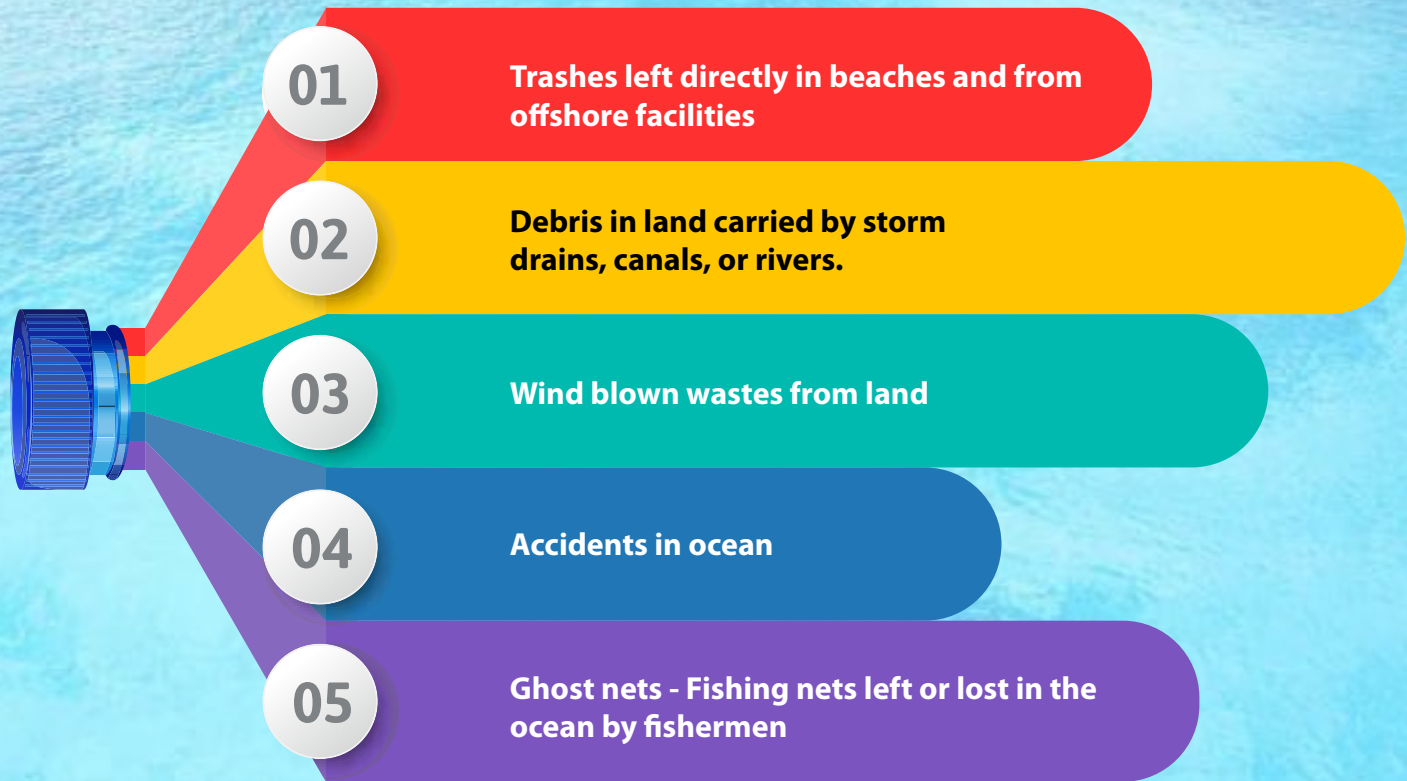 01
Trashes left directly in beaches and from
offshore facilities
02
Debris in land carried by storm
drains, canals, or rivers.
03
Wind blown wastes from land
04
Accidents in ocean
05
Ghost nets - Fishing nets left or lost in the
ocean by fishermen